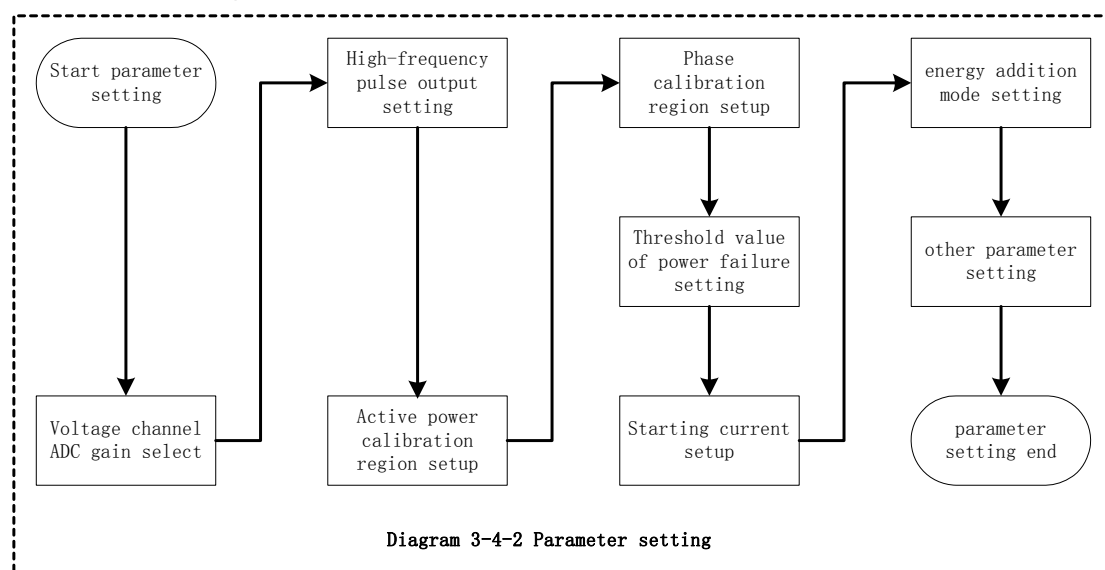 Start parameter
setting
Voltage channel
ADC gain select
High-frequency
pulse output
setting
Active power
calibration
region setup
Phase
calibration
region setup
Threshold value
of power failure
setting
Starting current
setup
energy addition
mode setting
other parameter
setting
parameter
setting end
Diagram 3-4-2 Parameter setting